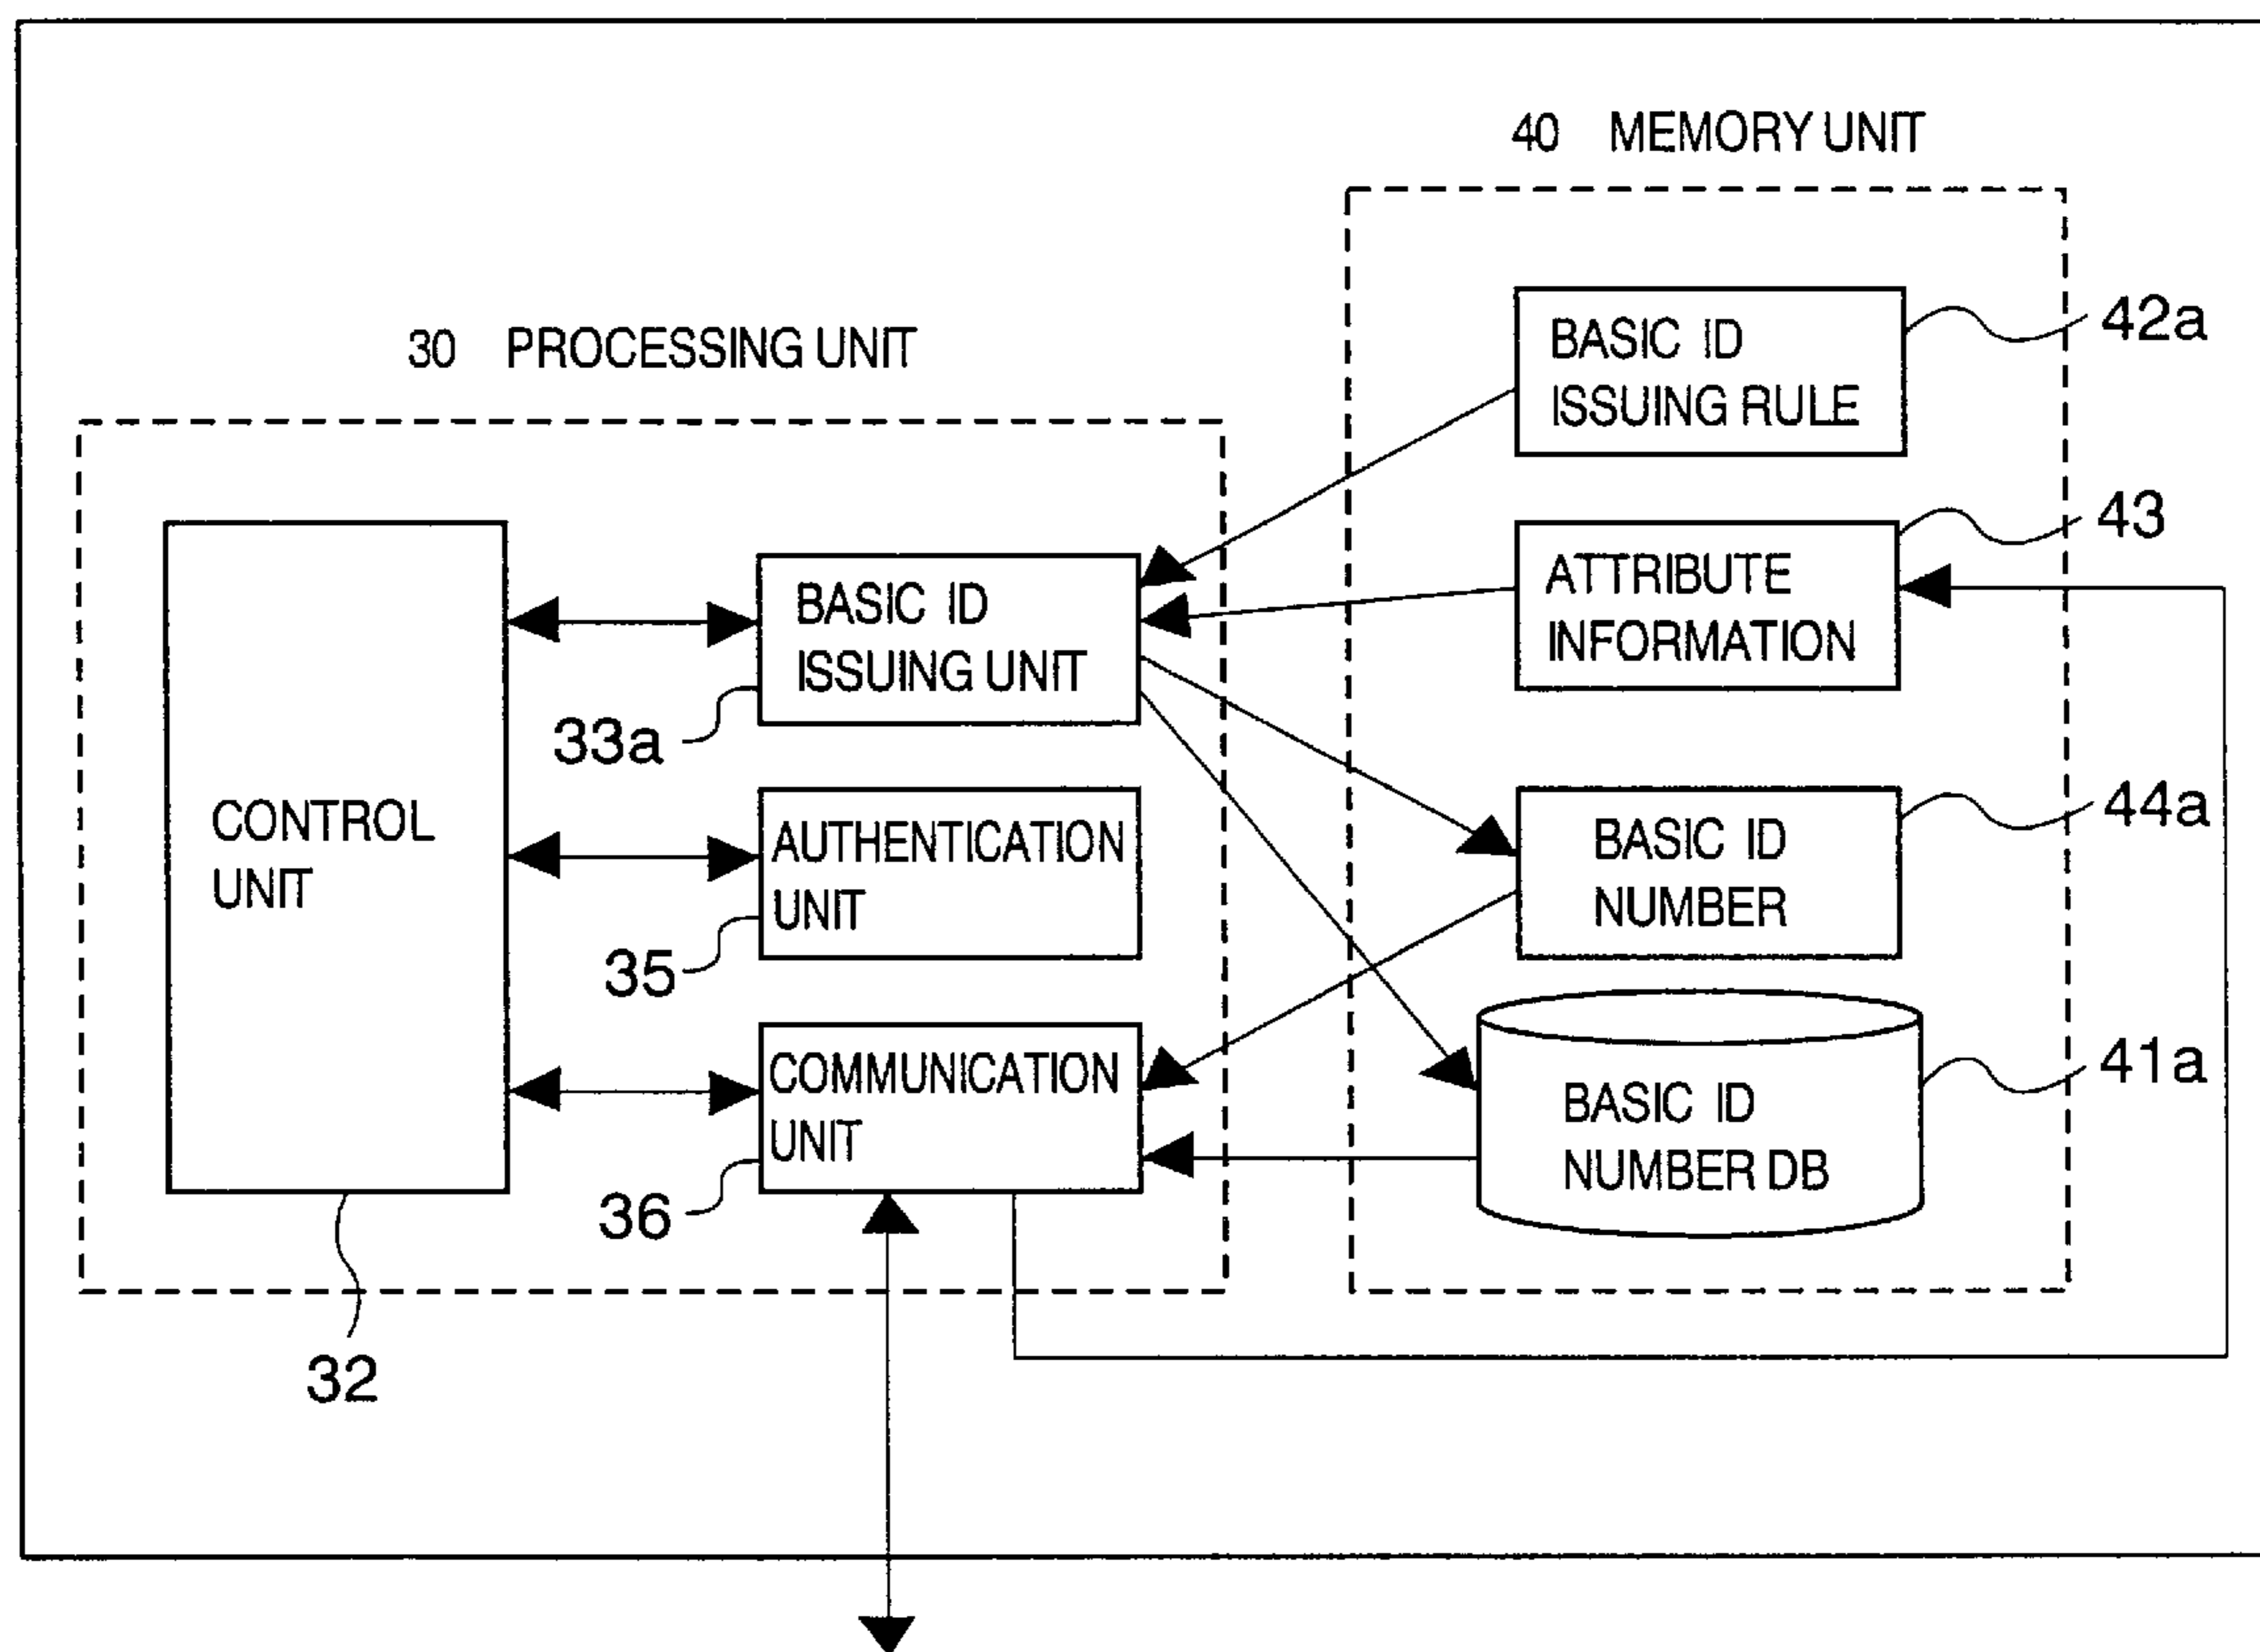 40 MEMORY UNIT
30 PROCESSING UNIT
BASIC ID
ISSUING RULE
42a
ATTRIBUTE
INFORMATION
43
BASIC ID
ISSUING UNIT
33a
CONTROL
UNIT
32
AUTHENTICATION
UNIT
35
BASIC ID
NUMBER
44a
COMMUNICATION
UNIT
36
BASIC ID
NUMBER DB
41a